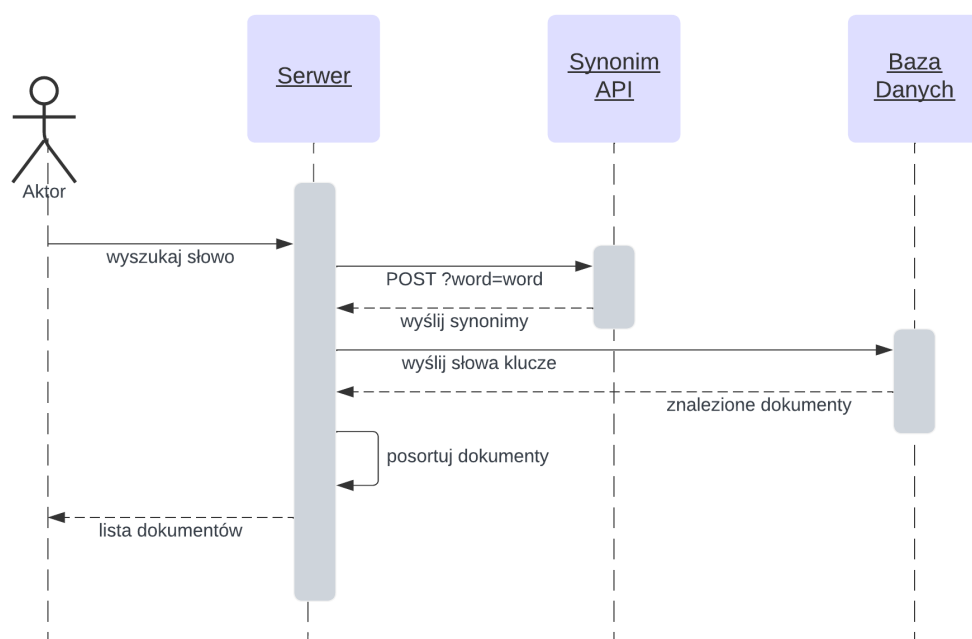 Serwer
Synonim
API
Baza
Danych
Aktor
wyszukaj słowo
POST ?word=word
wyślij synonimy
wyślij słowa klucze
znalezione dokumenty
posortuj dokumenty
lista dokumentów